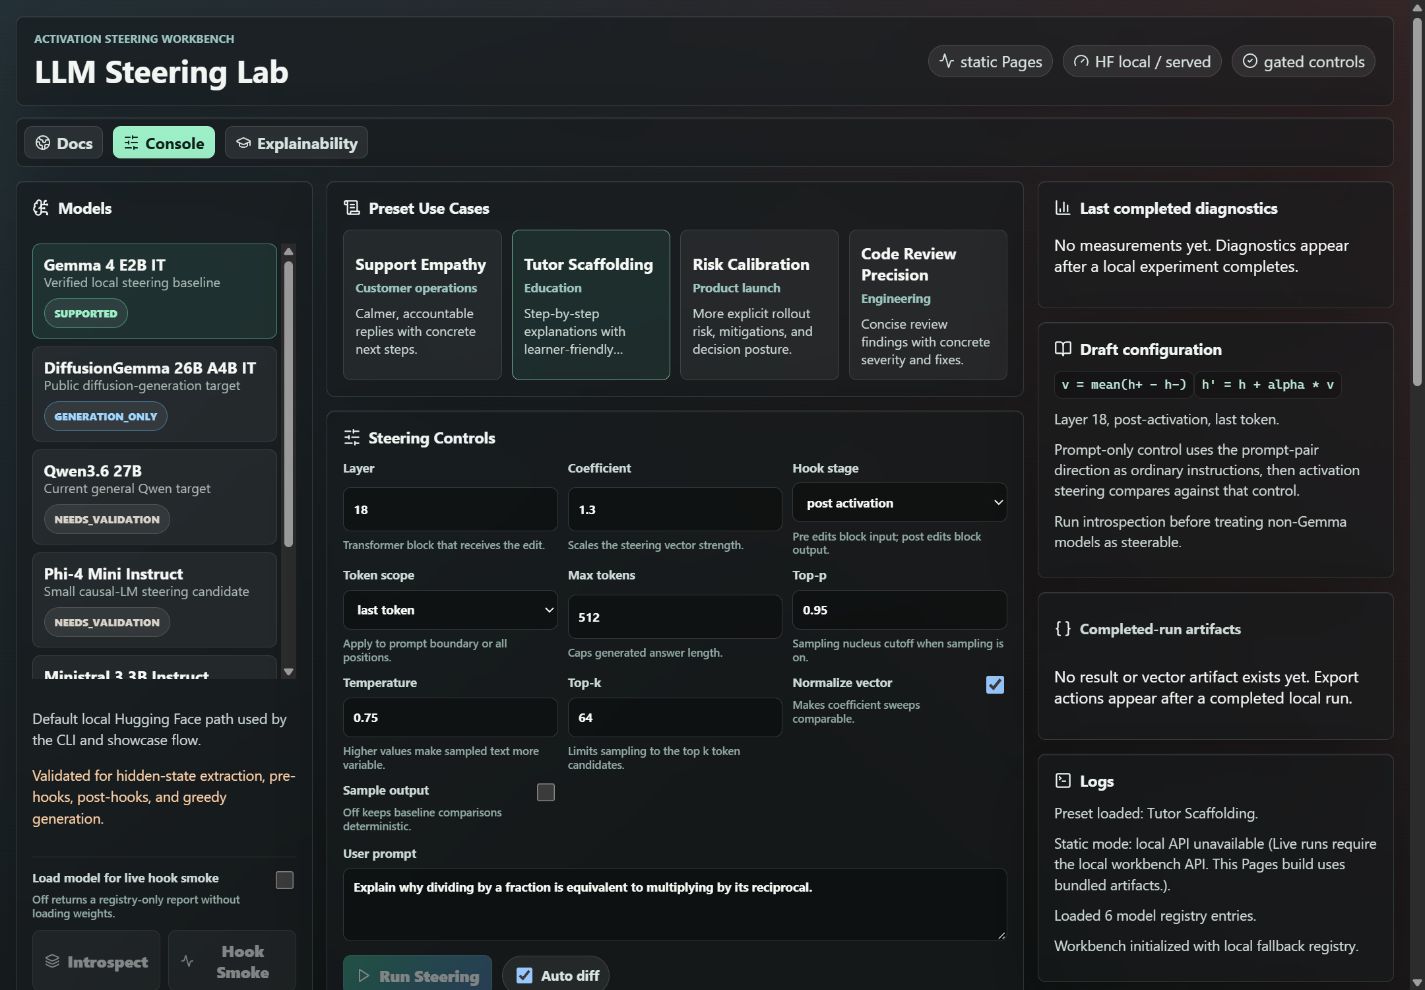 ACTIVATION STEERING WORKBENCH
LLM Steering Lab
static Pages
HF local / served
gated controls
Docs
Console
Explainability
Models
Gemma 4 E2B IT
Verified local steering baseline
SUPPORTED
DiffusionGemma 26B A4B IT
Public diffusion-generation target
GENERATION_ONLY
Qwen3.6 27B
Current general Qwen target
NEEDS_VALIDATION
Phi-4 Mini Instruct
Small causal-LM steering candidate
NEEDS_VALIDATION
Ministral 3 3B Instruct
Default local Hugging Face path used by
the CLI and showcase flow.
Validated for hidden-state extraction, pre-
hooks, post-hooks, and greedy
generation.
Load model for live hook smoke
Off returns a registry-only report without
loading weights.
Introspect
Hook
Smoke
Preset Use Cases
Support Empathy
Customer operations
Calmer, accountable
replies with concrete
next steps.
Tutor Scaffolding
Education
Step-by-step
explanations with
learner-friendly...
Risk Calibration
Product launch
More explicit rollout
risk, mitigations, and
decision posture.
Code Review
Precision
Engineering
Concise review
findings with concrete
severity and fixes.
Steering Controls
Layer
18
Transformer block that receives the edit.
Coefficient
1.3
Scales the steering vector strength.
Hook stage
post activation
Pre edits block input; post edits block
output.
Token scope
last token
Apply to prompt boundary or all
positions.
Max tokens
512
Caps generated answer length.
Top-p
0.95
Sampling nucleus cutoff when sampling is
on.
Temperature
0.75
Higher values make sampled text more
variable.
Top-k
64
Limits sampling to the top k token
candidates.
Normalize vector
Makes coefficient sweeps
comparable.
Sample output
Off keeps baseline comparisons
deterministic.
User prompt
Explain why dividing by a fraction is equivalent to multiplying by its reciprocal.
Run Steering
Auto diff
Last completed diagnostics
No measurements yet. Diagnostics appear
after a local experiment completes.
Draft configuration
v = mean(h+ - h-)
h' = h + alpha * v
Layer 18, post-activation, last token.
Prompt-only control uses the prompt-pair
direction as ordinary instructions, then activation
steering compares against that control.
Run introspection before treating non-Gemma
models as steerable.
Completed-run artifacts
No result or vector artifact exists yet. Export
actions appear after a completed local run.
Logs
Preset loaded: Tutor Scaffolding.
Static mode: local API unavailable (Live runs require
the local workbench API. This Pages build uses
bundled artifacts.).
Loaded 6 model registry entries.
Workbench initialized with local fallback registry.